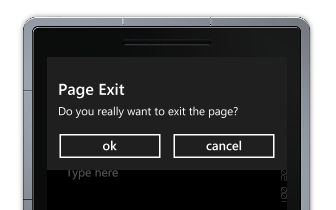 Page Exit
Do you really want to exit the page?
ok cancel
Type here